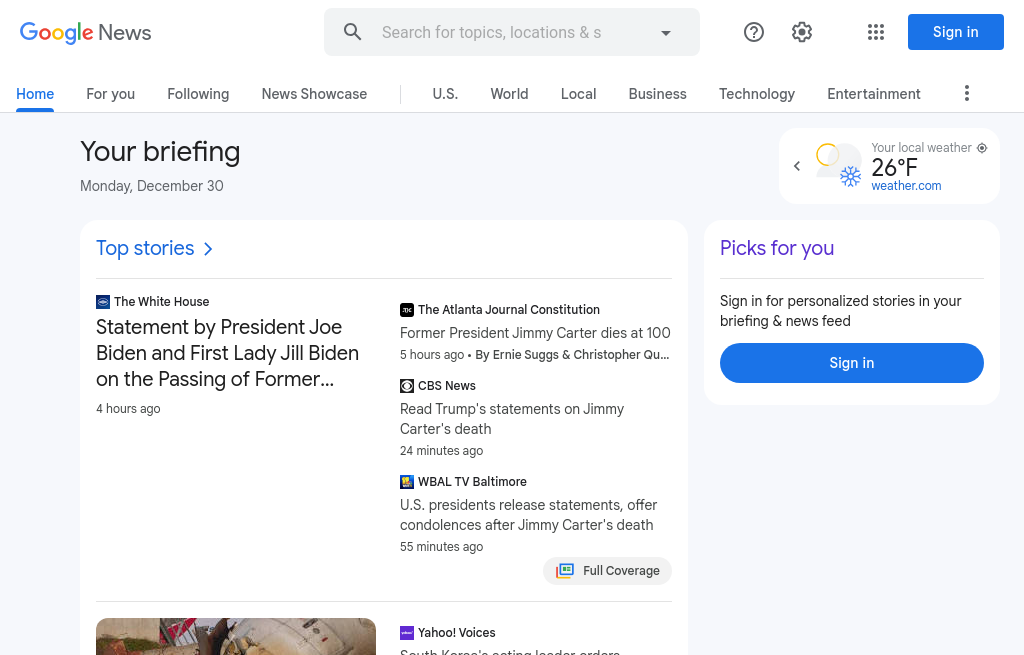 Google News
Search for topics, locations & s
Sign in
Home
For you
Following
News Showcase
U.S.
World
Local
Business
Technology
Entertainment
Your briefing
Monday, December 30
Your local weather
26°F
weather.com
Top stories
The White House
Statement by President Joe
Biden and First Lady Jill Biden
on the Passing of Former...
4 hours ago
The Atlanta Journal Constitution
Former President Jimmy Carter dies at 100
5 hours ago • By Ernie Suggs & Christopher Qu...
CBS News
Read Trump's statements on Jimmy
Carter's death
24 minutes ago
WBAL TV Baltimore
U.S. presidents release statements, offer
condolences after Jimmy Carter's death
55 minutes ago
Full Coverage
Yahoo! Voices
South Korea's acting leader orders
Picks for you
Sign in for personalized stories in your
briefing & news feed
Sign in